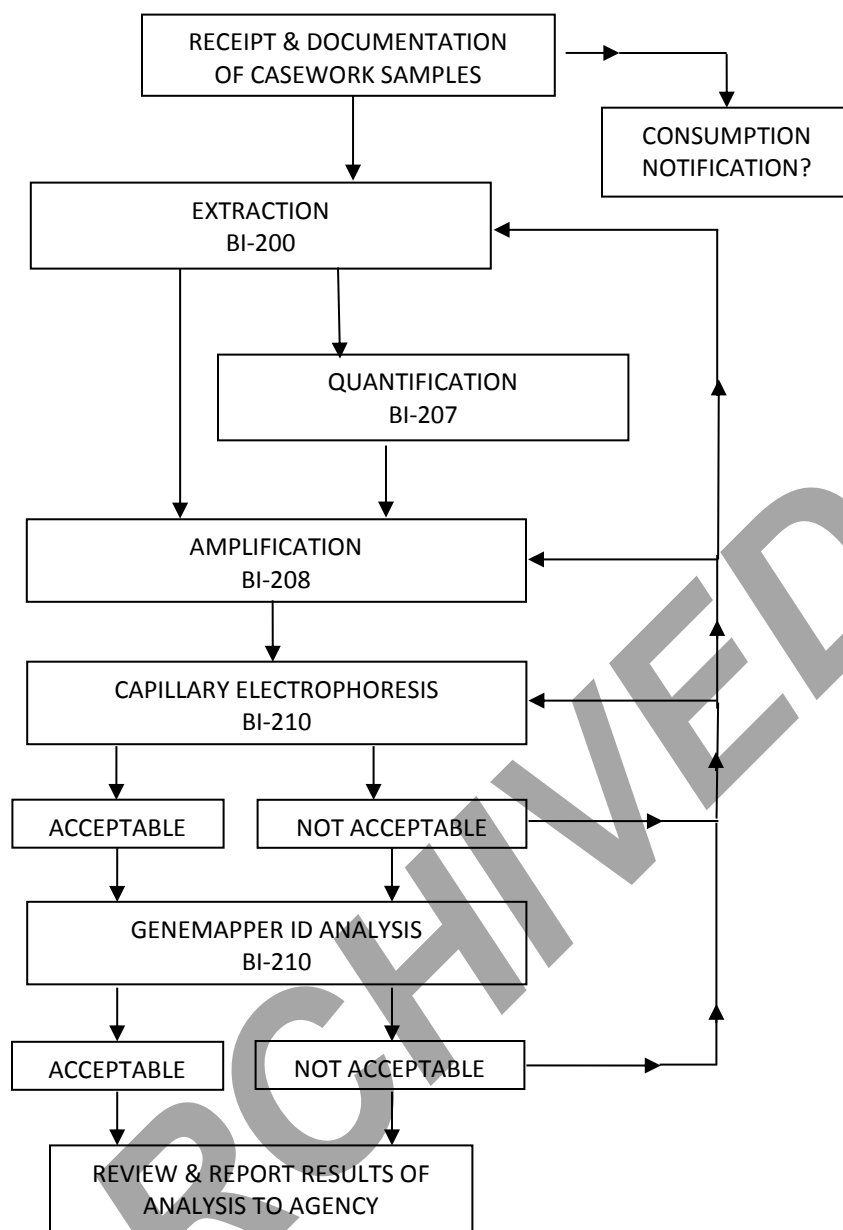 RECEIPT & DOCUMENTATION
OF CASEWORK SAMPLES
CONSUMPTION
NOTIFICATION?
EXTRACTION
BI-200
QUANTIFICATION
BI-207
AMPLIFICATION
BI-208
CAPILLARY ELECTROPHORESIS
BI-210
ACCEPTABLE
NOT ACCEPTABLE
GENEMAPPER ID ANALYSIS
BI-210
ACCEPTABLE
NOT ACCEPTABLE
REVIEW & REPORT RESULTS OF
ANALYSIS TO AGENCY
ARCHIVED